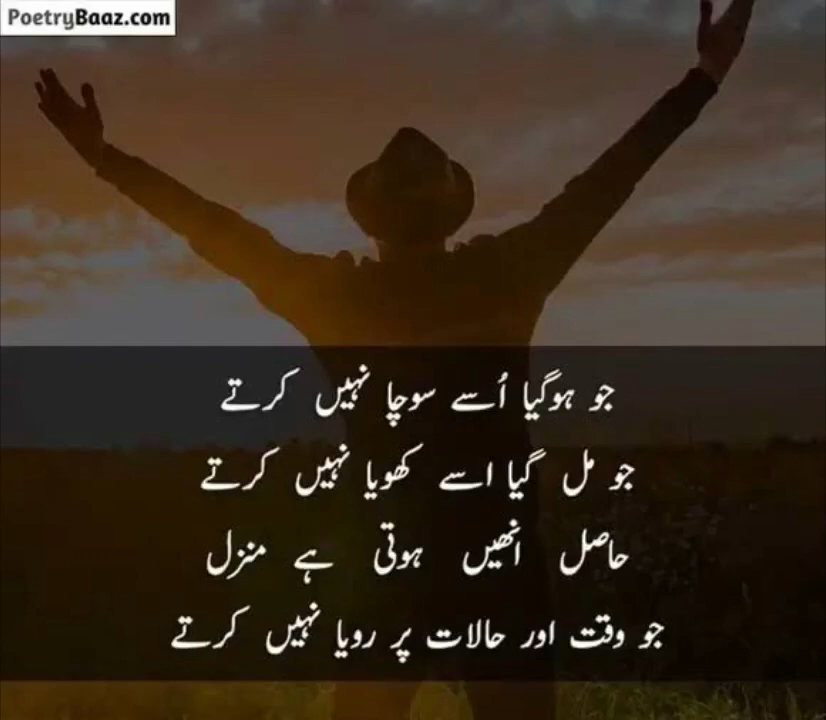 PoetryBaaz.com
جو ہوگیا اُسے سوچا نہیں کرتے
جو مل گیا اسے کھویا نہیں کرتے
حاصل انھیں ہوتی ہے منزل
جو وقت اور حالات پر رویا نہیں کرتے